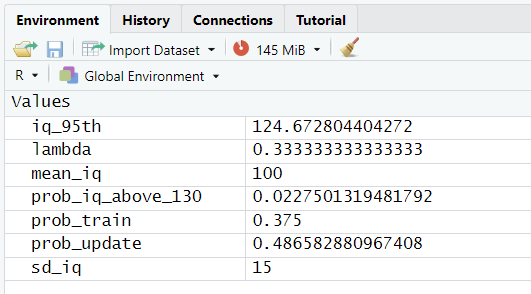 Environment History Connections Tutorial
Import Dataset 145 MiB
R Global Environment
Values
iq_95th 124.672804404272
lambda 0.333333333333333
mean_iq 100
prob_iq_above_130 0.0227501319481792
prob_train 0.375
prob_update 0.486582880967408
sd_iq 15